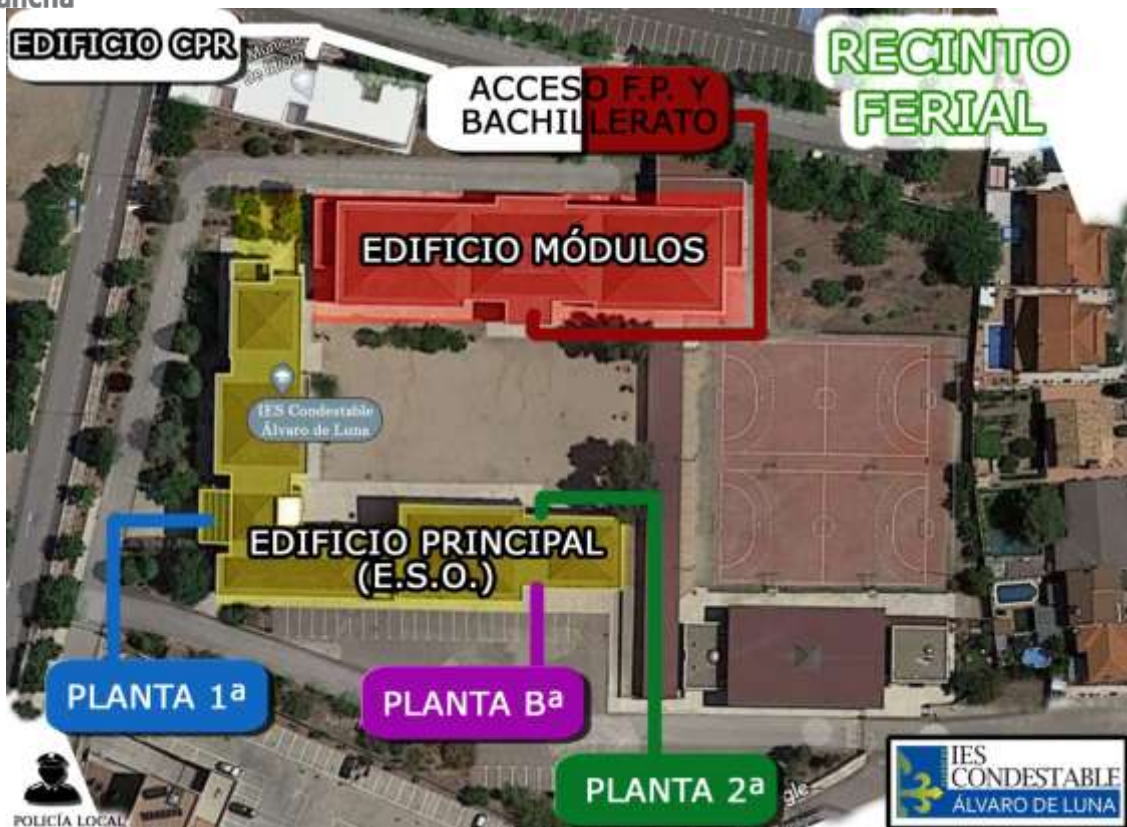 EDIFICIO CPR
RECINTO
FERIAL
ACCESO F.P. Y
BACHILLERATO
EDIFICIO MÓDULOS
IES Condestable
Álvaro de Luna
EDIFICIO PRINCIPAL
(E.S.O.)
PLANTA 1ª
PLANTA Bª
PLANTA 2ª
POLICÍA LOCAL
IES
CONDESTABLE
ÁLVARO DE LUNA